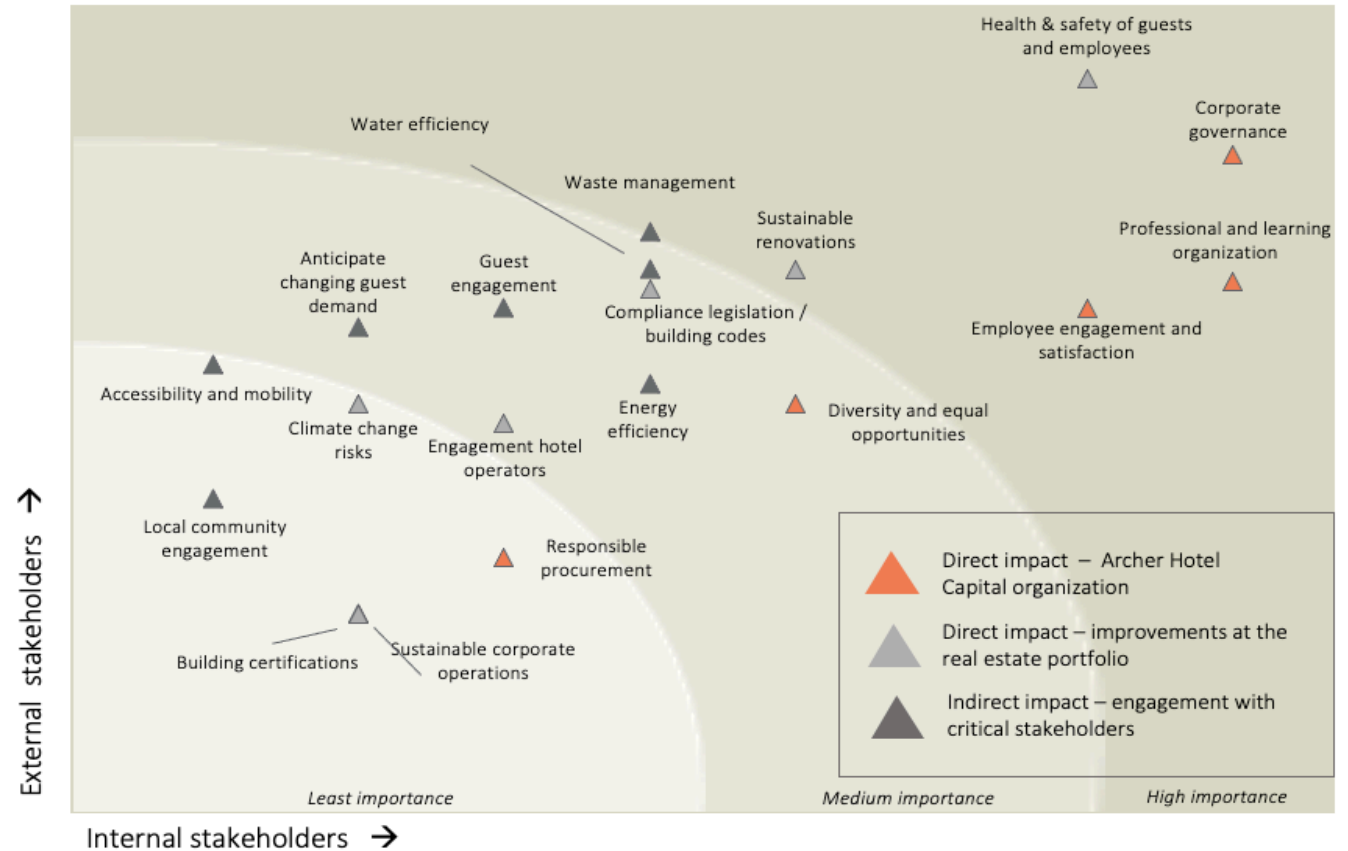 Health & safety of guests
and employees
Corporate
governance
Water efficiency
Waste management
Sustainable
renovations
Professional and learning
organization
Anticipate
changing guest
demand
Guest
engagement
Compliance legislation /
building codes
Employee engagement and
satisfaction
Accessibility and mobility
Climate change
risks
Engagement hotel
operators
Energy
efficiency
Diversity and equal
opportunities
Local community
engagement
Responsible
procurement
Building certifications
Sustainable corporate
operations
Direct impact – Archer Hotel
Capital organization
Direct impact – improvements at the
real estate portfolio
Indirect impact – engagement with
critical stakeholders
Least importance
Medium importance
High importance
External stakeholders →
Internal stakeholders →